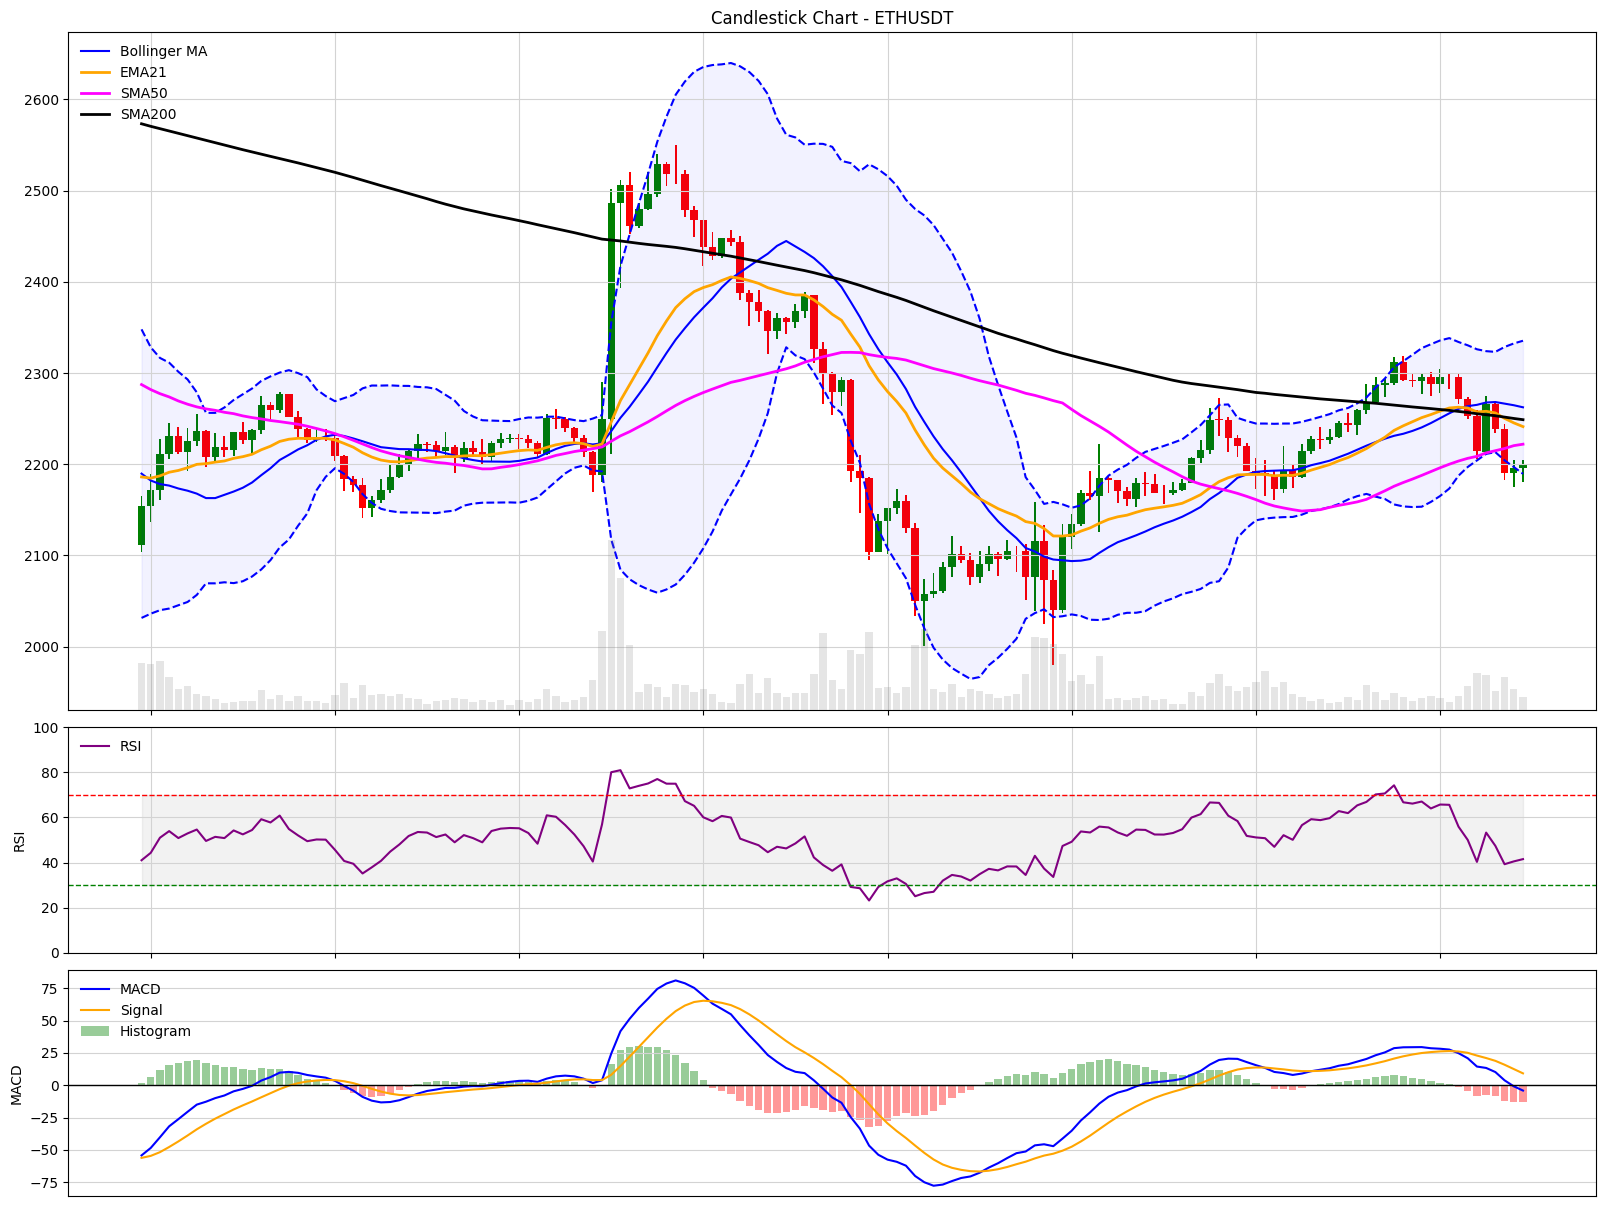 Candlestick Chart - ETHUSDT
Bollinger MA
EMA21
SMA50
SMA200
2600
2500
2400
2300
2200
2100
2000
RSI
100
80
60
40
20
0
RSI
MACD
Signal
Histogram
75
50
25
0
−25
−50
−75
MACD